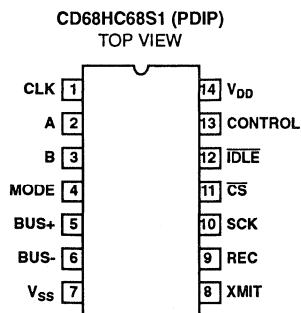 CD68HC68S1 (PDIP)
TOP VIEW
CLK 1 14 VDD
A 2 13 CONTROL
B 3 12 IDLE
MODE 4 11 CS
BUS+ 5 10 SCK
BUS- 6 9 REC
VSS 7 8 XMIT